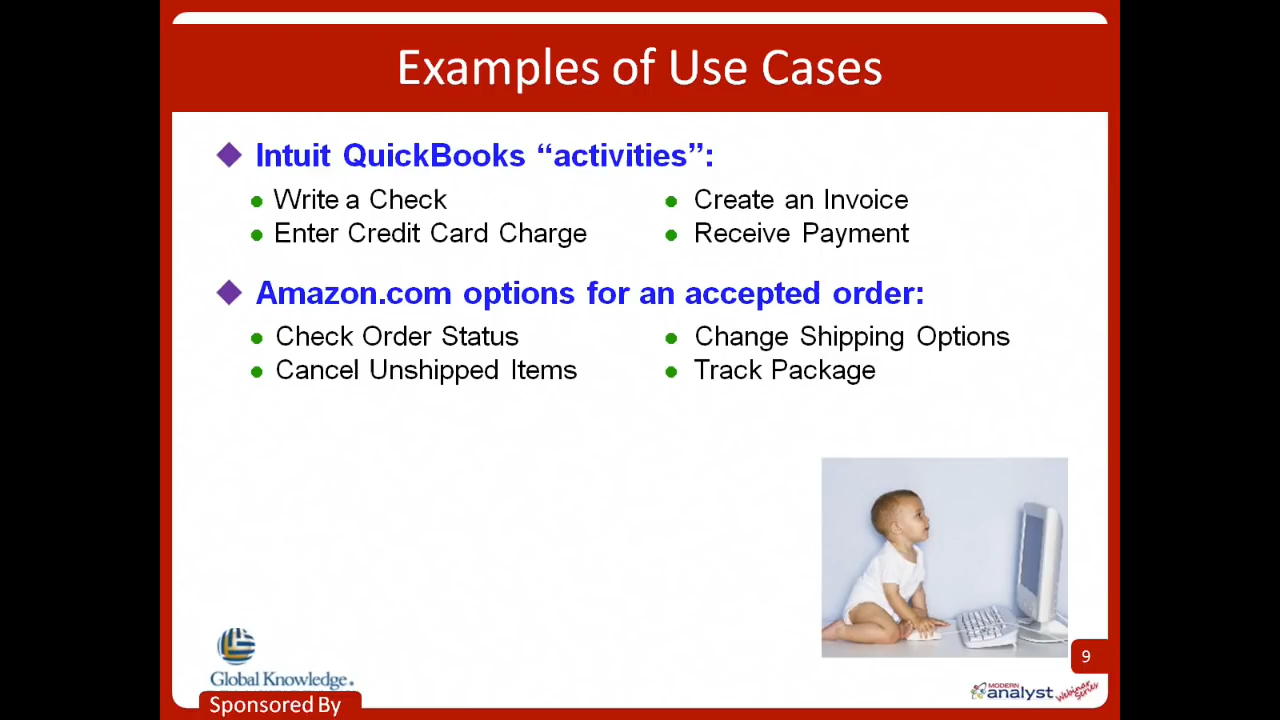 Examples of Use Cases
Intuit QuickBooks “activities”:
Write a Check
Create an Invoice
Enter Credit Card Charge
Receive Payment
Amazon.com options for an accepted order:
Check Order Status
Change Shipping Options
Cancel Unshipped Items
Track Package
9
Global Knowledge.
Sponsored By
MODERN
analyst
Webinar
Series